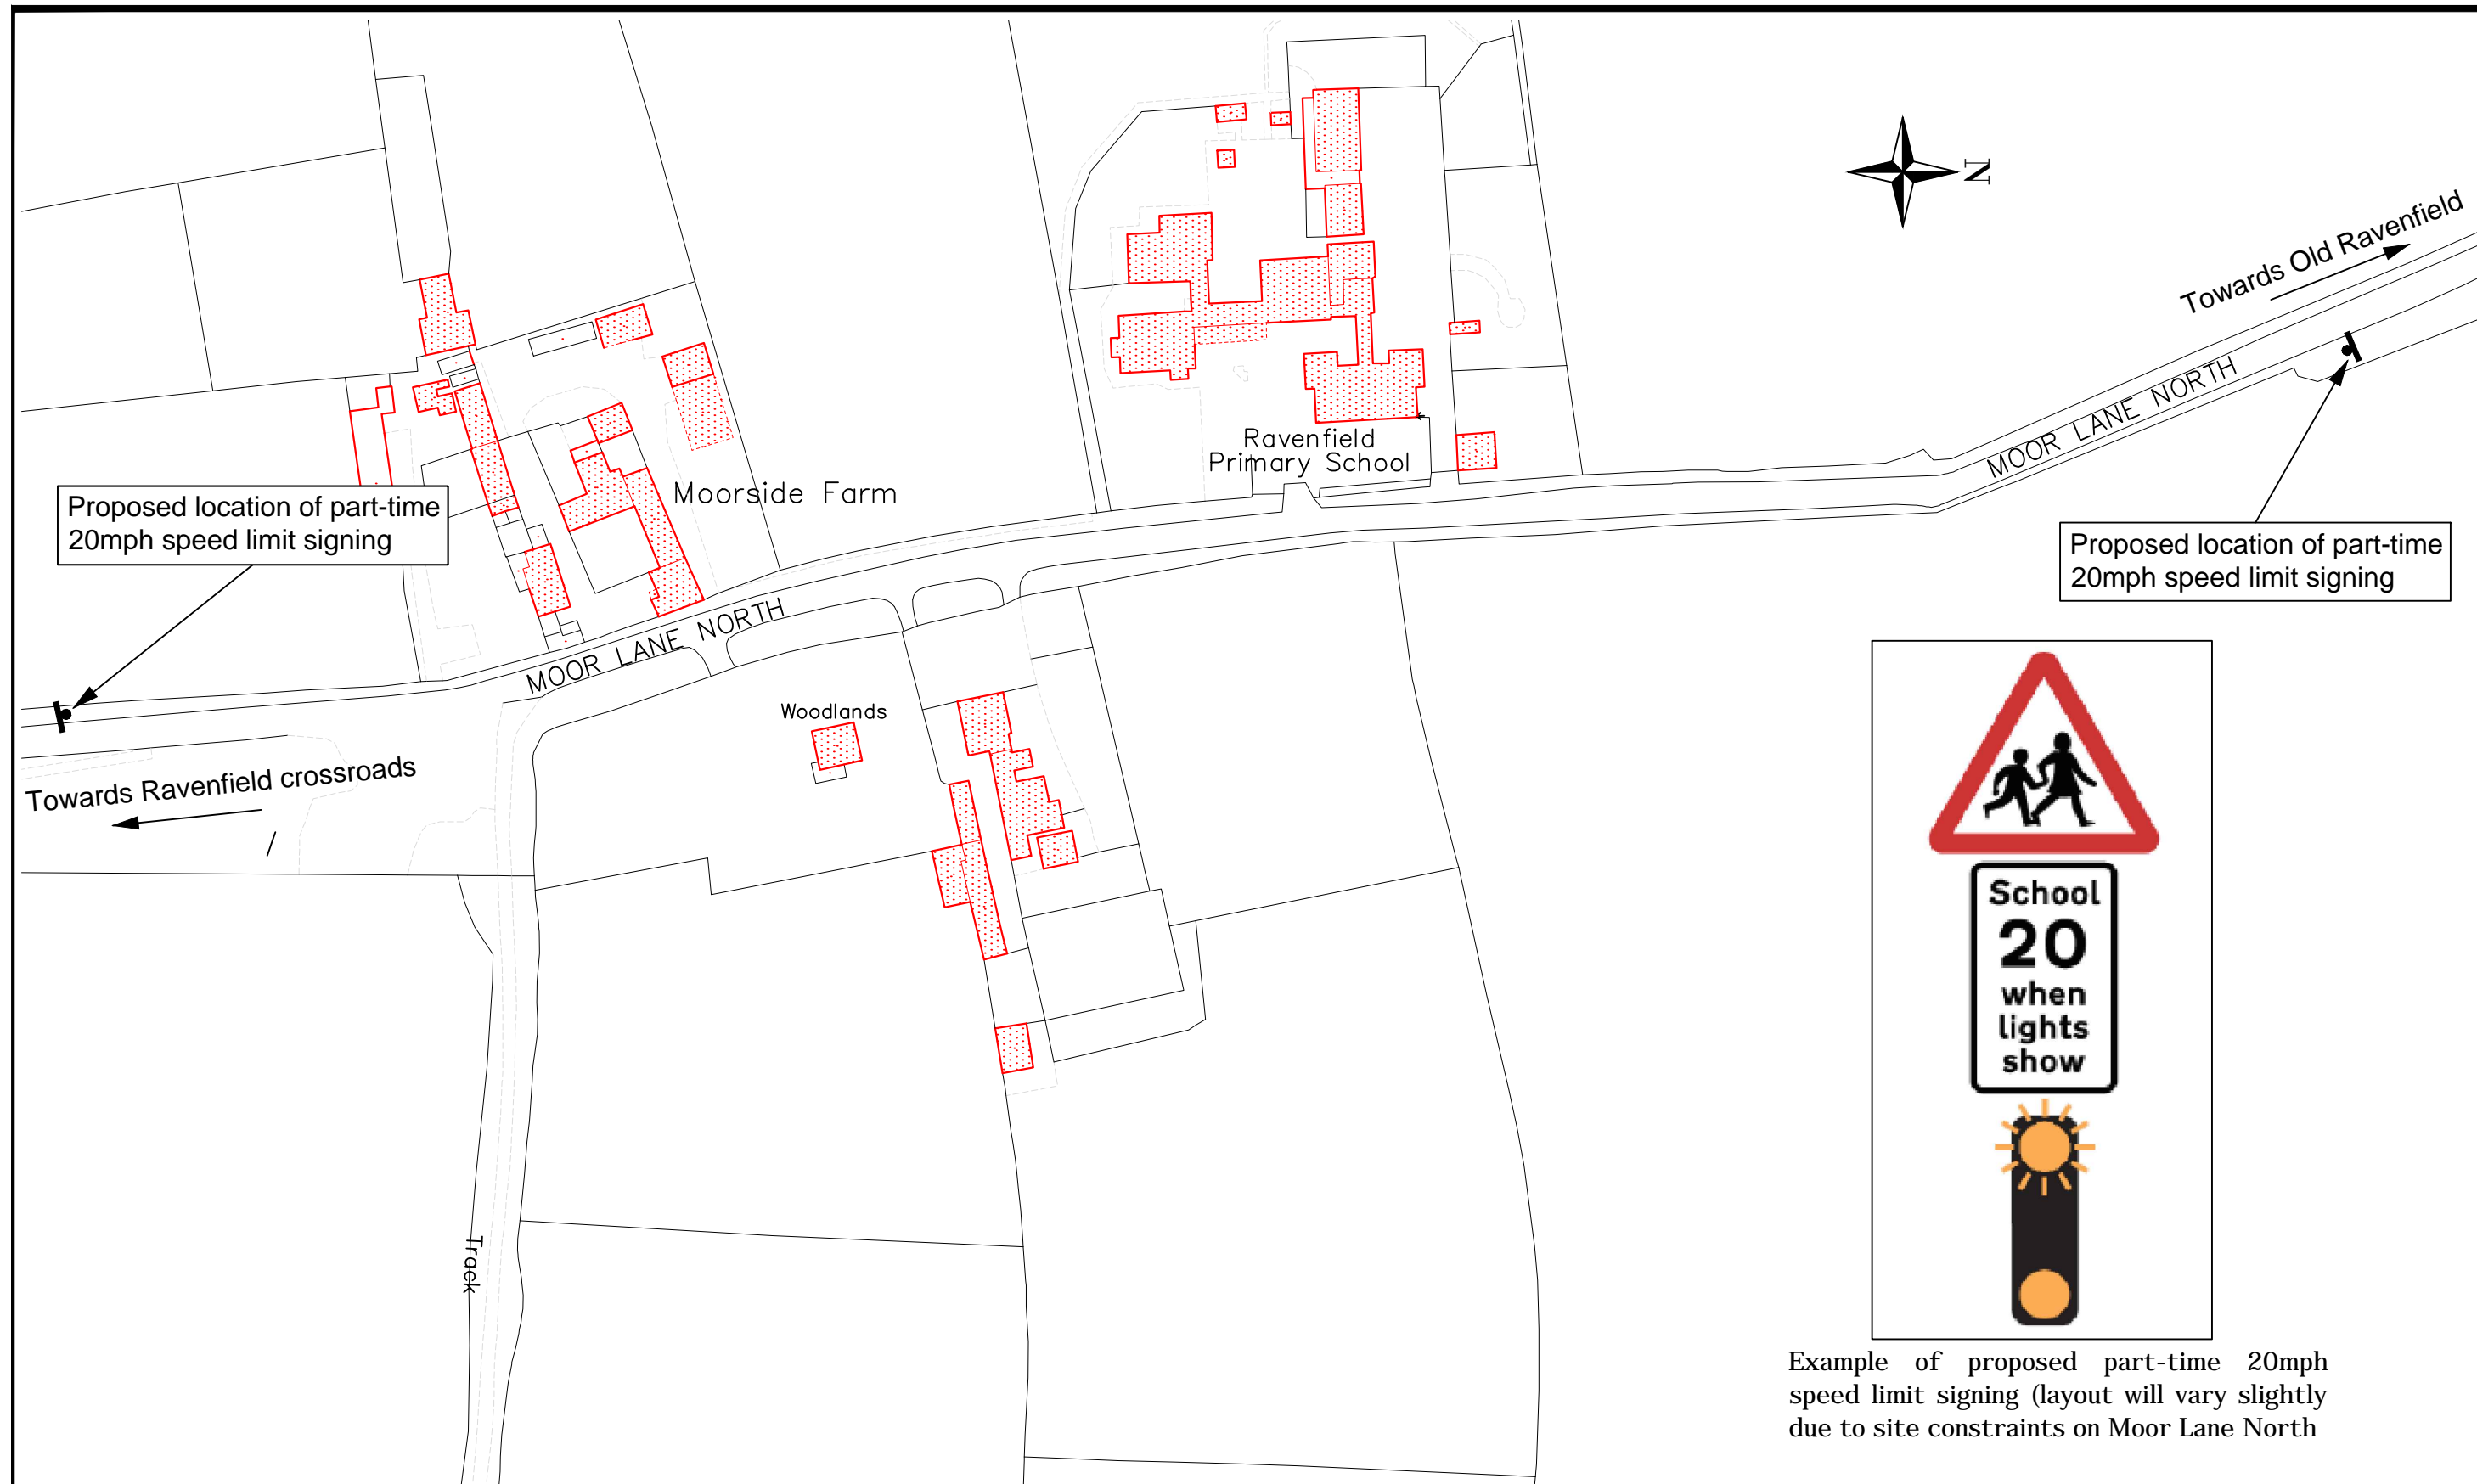 N
Towards Old Ravenfield
MOOR LANE NORTH
Ravenfield
Primary School
Moorside Farm
Proposed location of part-time
20mph speed limit signing
Proposed location of part-time
20mph speed limit signing
MOOR LANE NORTH
Woodlands
Towards Ravenfield crossroads
School
20
when
lights
show
Track
Example of proposed part-time 20mph
speed limit signing (layout will vary slightly
due to site constraints on Moor Lane North